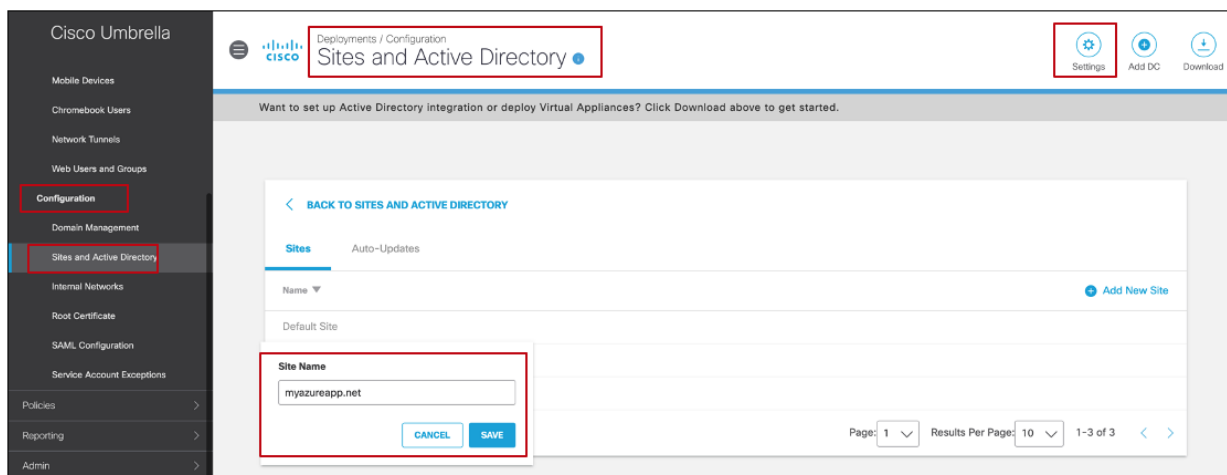 Cisco Umbrella
Mobile Devices
Chromebook Users
Network Tunnels
Web Users and Groups
Configuration
Domain Management
Sites and Active Directory
Internal Networks
Root Certificate
SAML Configuration
Service Account Exceptions
Policies
Reporting
Admin
CISCO
Deployments / Configuration
Sites and Active Directory
Settings
Add DC
Download
Want to set up Active Directory integration or deploy Virtual Appliances? Click Download above to get started.
BACK TO SITES AND ACTIVE DIRECTORY
Sites Auto-Updates
Name
Add New Site
Default Site
Site Name
myazureapp.net
CANCEL SAVE
Page: 1 Results Per Page: 10 1-3 of 3